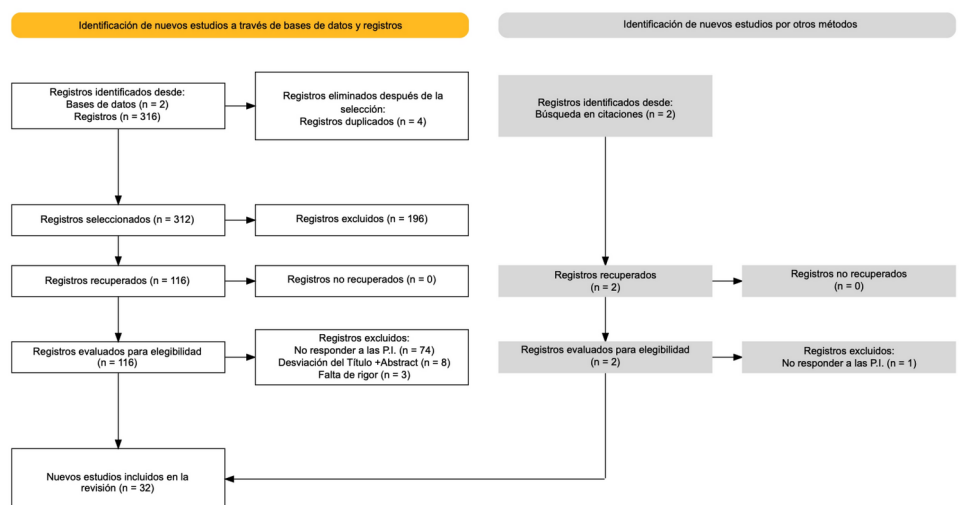 Identificación de nuevos estudios a través de bases de datos y registros
Identificación de nuevos estudios por otros métodos
Registros identificados desde:
Bases de datos (n = 2)
Registros (n = 316)
Registros eliminados después de la
selección:
Registros duplicados (n = 4)
Registros identificados desde:
Búsqueda en citaciones (n = 2)
Registros seleccionados (n = 312)
Registros excluidos (n = 196)
Registros recuperados (n = 116)
Registros no recuperados (n = 0)
Registros recuperados
(n = 2)
Registros no recuperados
(n = 0)
Registros evaluados para elegibilidad
(n = 116)
Registros excluidos:
No responder a las P.I. (n = 74)
Desviación del Título +Abstract (n = 8)
Falta de rigor (n = 3)
Registros evaluados para elegibilidad
(n = 2)
Registros excluidos:
No responder a las P.I. (n = 1)
Nuevos estudios incluidos en la
revisión (n = 32)